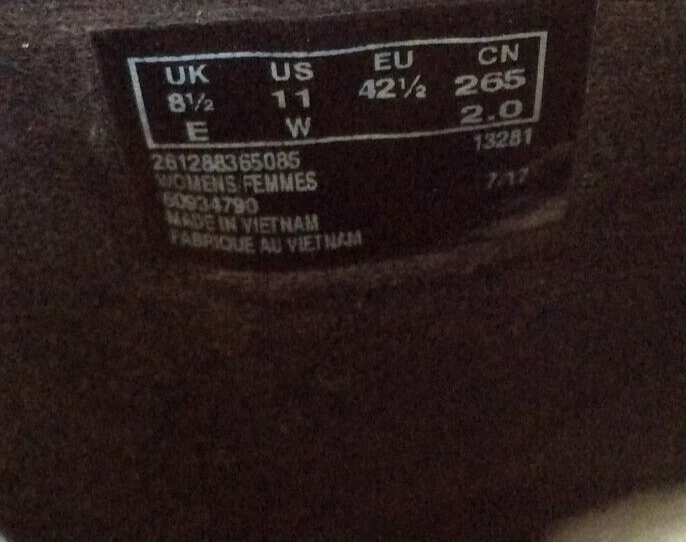 UK US EU CN
8½ 11 42½ 265
E W 2.0
261288365085 13281
WOMENS FEMMES 7.17
60934790
MADE IN VIETNAM
FABRIQUE AU VIETNAM